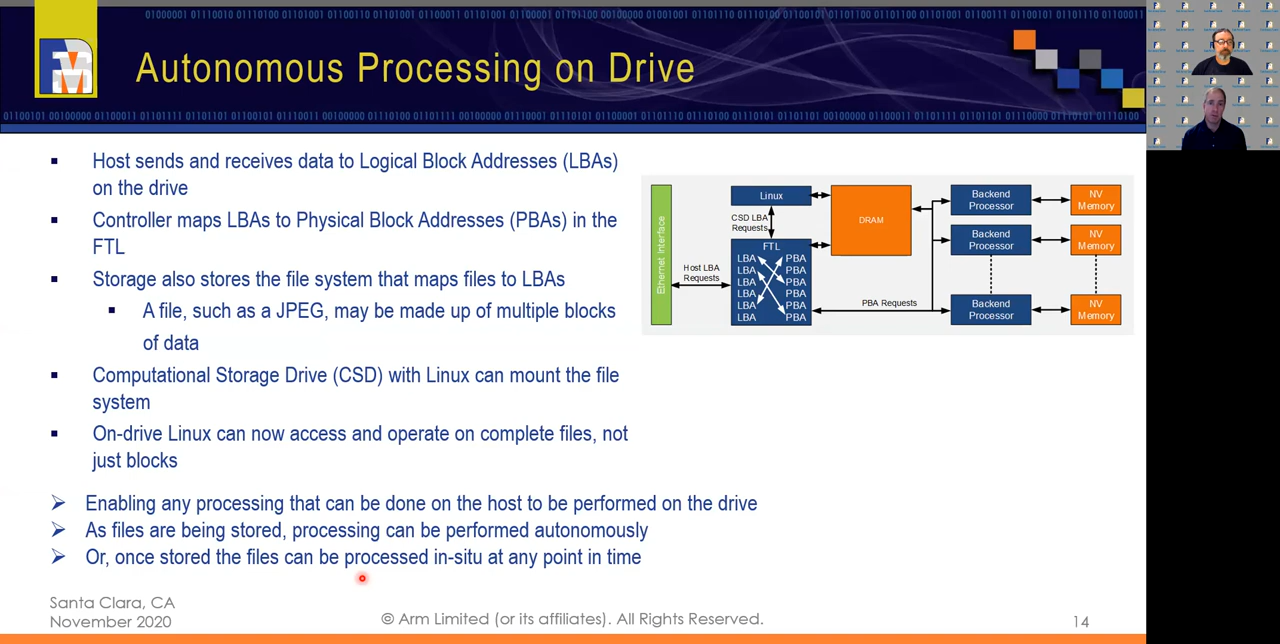 Autonomous Processing on Drive
Host sends and receives data to Logical Block Addresses (LBAs)
on the drive
Controller maps LBAs to Physical Block Addresses (PBAs) in the
FTL
Storage also stores the file system that maps files to LBAs
A file, such as a JPEG, may be made up of multiple blocks
of data
Computational Storage Drive (CSD) with Linux can mount the file
system
On-drive Linux can now access and operate on complete files, not
just blocks
Enabling any processing that can be done on the host to be performed on the drive
As files are being stored, processing can be performed autonomously
Or, once stored the files can be processed in-situ at any point in time
Ethernet Interface
Host LBA
Requests
Linux
CSD LBA
Requests
FTL
LBA PBA
LBA PBA
LBA PBA
LBA PBA
LBA PBA
LBA PBA
DRAM
PBA Requests
Backend
Processor
NV
Memory
Backend
Processor
NV
Memory
Backend
Processor
NV
Memory
Santa Clara, CA
November 2020
© Arm Limited (or its affiliates). All Rights Reserved.
14